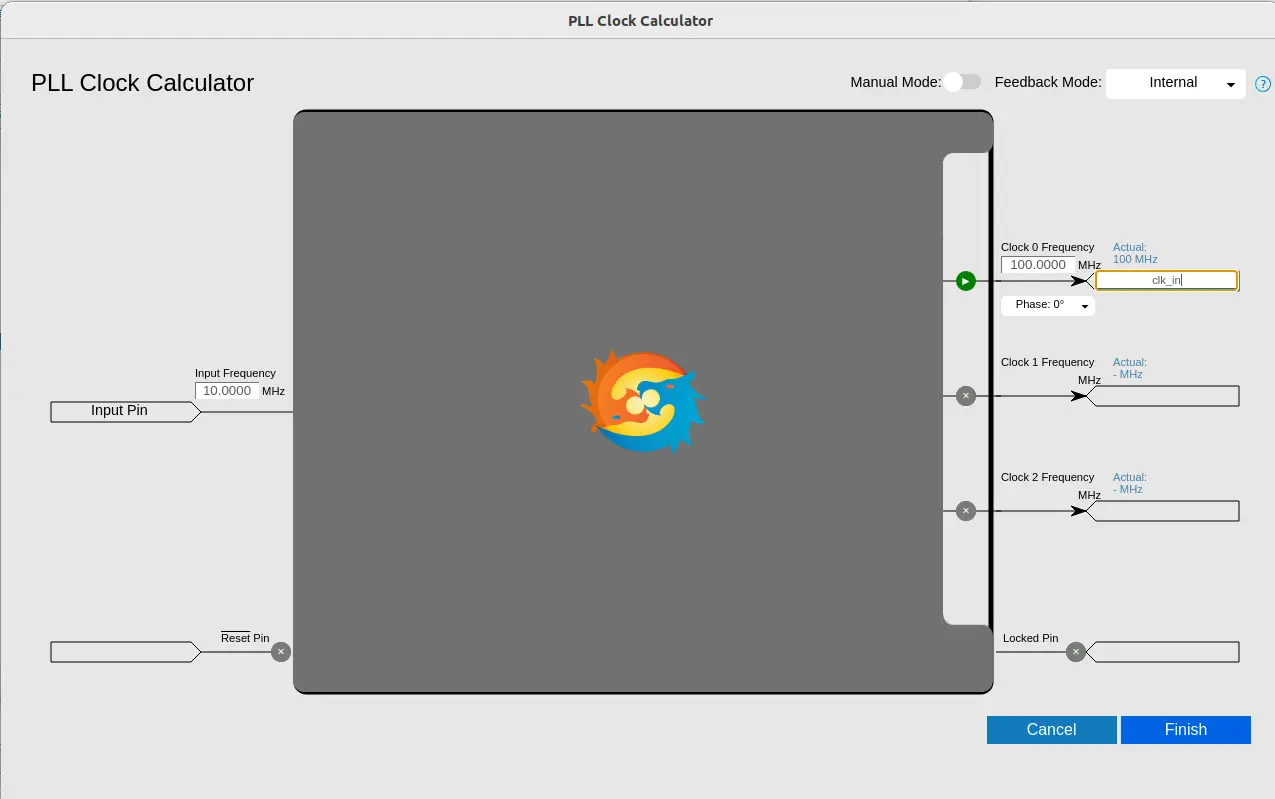 PLL Clock Calculator
PLL Clock Calculator
Manual Mode:
Feedback Mode:
Internal
?
Clock 0 Frequency
Actual:
100 MHz
100.0000 MHz
clk_in
Phase: 0°
Clock 1 Frequency
Actual:
- MHz
MHz
Input Frequency
10.0000 MHz
Input Pin
Clock 2 Frequency
Actual:
- MHz
MHz
Reset Pin
Locked Pin
Cancel
Finish